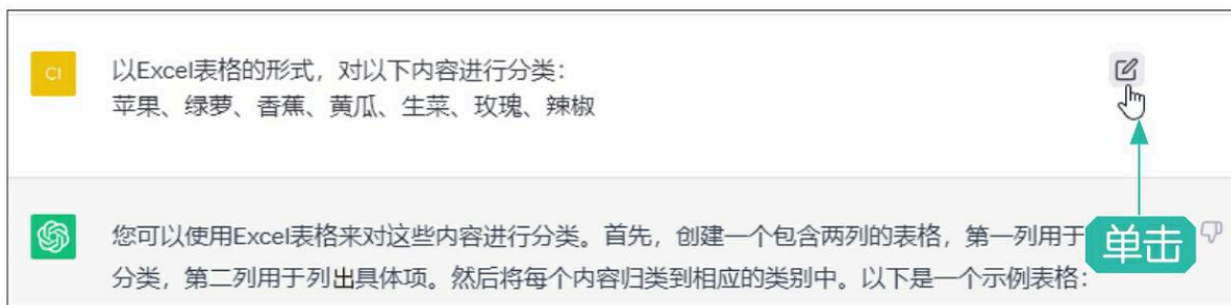 CI
以Excel表格的形式，对以下内容进行分类：
苹果、绿萝、香蕉、黄瓜、生菜、玫瑰、辣椒
您可以使用Excel表格来对这些内容进行分类。首先，创建一个包含两列的表格，第一列用于
单击
分类，第二列用于列出具体项。然后将每个内容归类到相应的类别中。以下是一个示例表格：